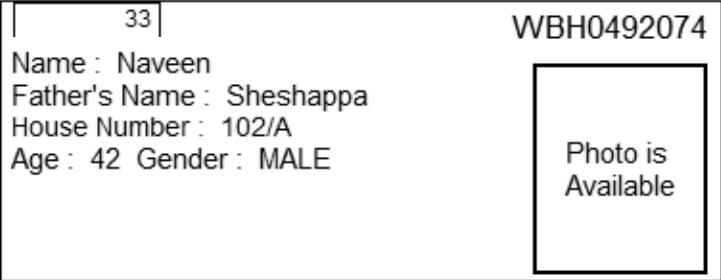 33
WBH0492074
Name : Naveen
Father's Name : Sheshappa
House Number : 102/A
Age : 42 Gender : MALE
Photo is
Available